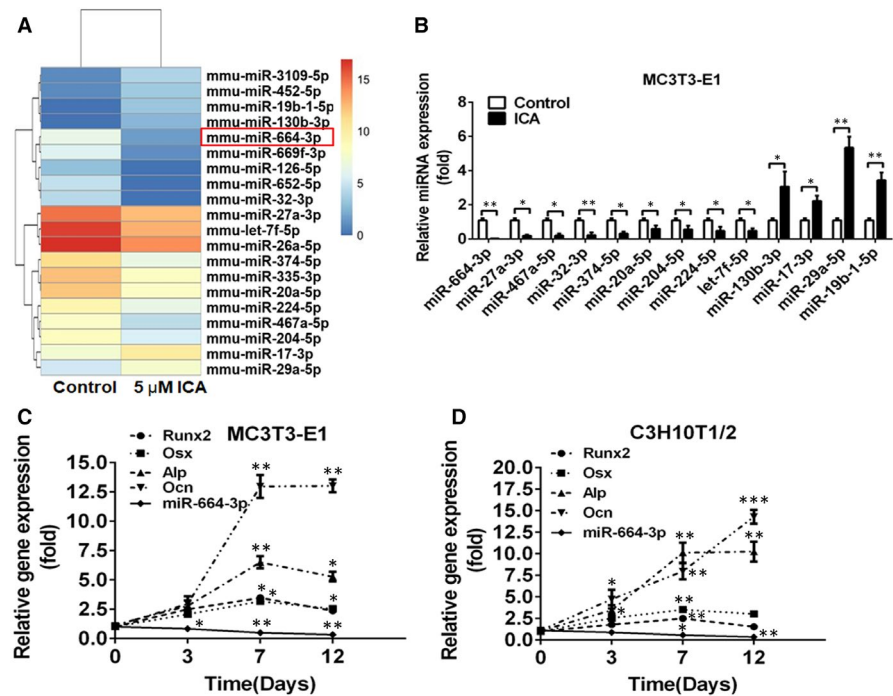 A
mmu-miR-3109-5p
mmu-miR-452-5p
mmu-miR-19b-1-5p
mmu-miR-130b-3p
mmu-miR-664-3p
mmu-miR-669f-3p
mmu-miR-126-5p
mmu-miR-652-5p
mmu-miR-32-3p
mmu-miR-27a-3p
mmu-let-7f-5p
mmu-miR-26a-5p
mmu-miR-374-5p
mmu-miR-335-3p
mmu-miR-20a-5p
mmu-miR-224-5p
mmu-miR-467a-5p
mmu-miR-204-5p
mmu-miR-17-3p
mmu-miR-29a-5p
15
10
5
0
Control 5 µM ICA
B
MC3T3-E1
Control
ICA
Relative miRNA expression
(fold)
8
6
4
2
0
** * * ** * * * * * * * ** **
miR-664-3p
miR-27a-3p
miR-467a-5p
miR-32-3p
miR-374-5p
miR-20a-5p
miR-204-5p
miR-224-5p
let-7f-5p
miR-130b-3p
miR-17-3p
miR-29a-5p
miR-19b-1-5p
C
MC3T3-E1
Runx2
Osx
Alp
Ocn
miR-664-3p
Relative gene expression
(fold)
15.0
12.5
10.0
7.5
5.0
2.5
0.0
** **
** *
* * *
* ** **
0 3 7 12
Time(Days)
D
C3H10T1/2
Runx2
Osx
Alp
Ocn
miR-664-3p
Relative gene expression
(fold)
20.0
17.5
15.0
12.5
10.0
7.5
5.0
2.5
0.0
***
** **
* **
* **
**
* **
0 3 7 12
Time(Days)